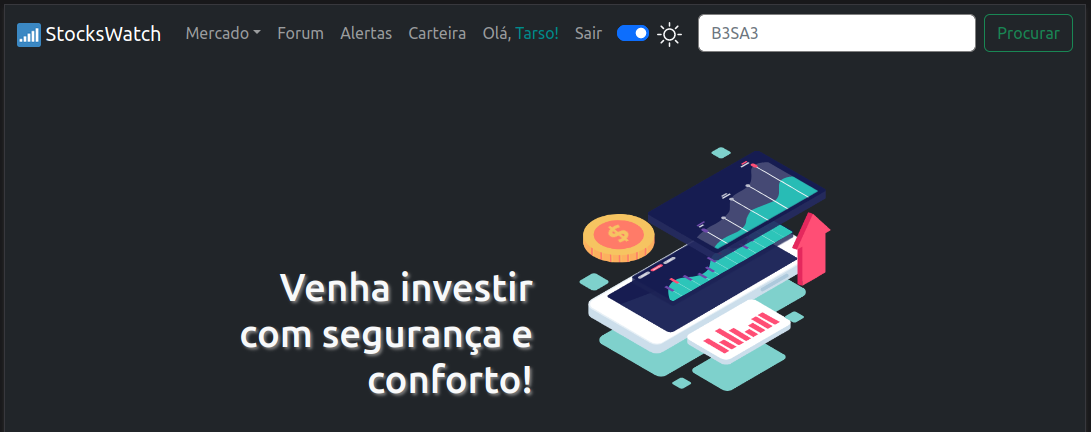 StocksWatch Mercado Forum Alertas Carteira Olá, Tarso! Sair B3SA3 Procurar
Venha investir
com segurança e
conforto!